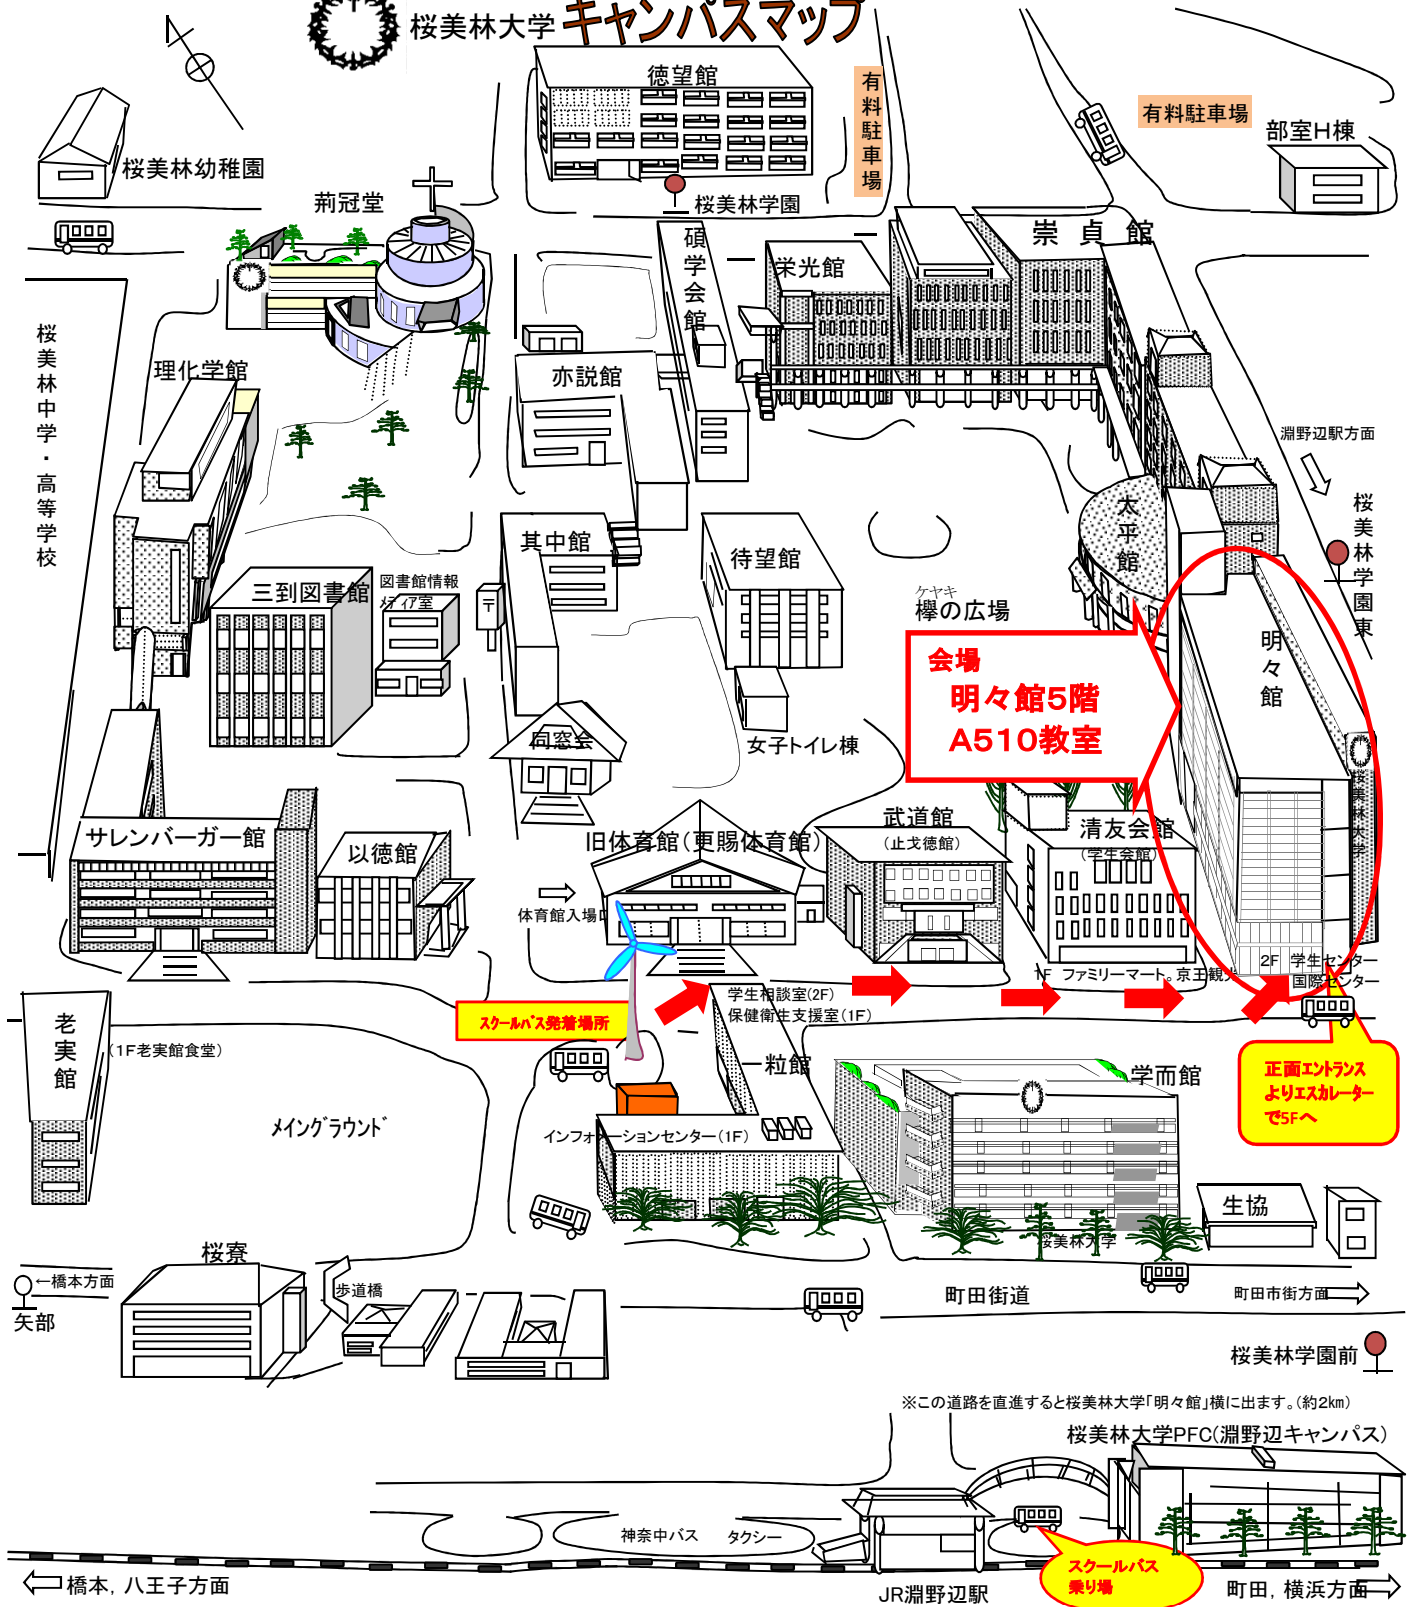 桜美林大学 キャンパスマップ
徳望館
有料駐車場
有料駐車場
部室H棟
桜美林幼稚園
桜美林学園
荊冠堂
碩学会館
栄光館
崇貞館
桜美林中学・高等学校
理化学館
亦説館
淵野辺駅方面
太平館
桜美林学園東
其中館
待望館
三到図書館
図書館情報
メディア室
〒
ケヤキ
欅の広場
明々館
会場
明々館5階
A510教室
同窓会
女子トイレ棟
桜美林大学
サレンバーガー館
以徳館
旧体育館(更賜体育館)
武道館
(止戈徳館)
清友会館
(学生会館)
体育館入場口
1F ファミリーマート。京王観光
2F 学生センター
国際センター
学生相談室(2F)
保健衛生支援室(1F)
スクールバス発着場所
老実館
(1F老実館食堂)
一粒館
学而館
正面エントランス
よりエスカレーター
で5Fへ
メイングラウンド
インフォメーションセンター(1F)
生協
桜美林大学
桜寮
←橋本方面
歩道橋
矢部
町田街道
町田市街方面
桜美林学園前
※この道路を直進すると桜美林大学「明々館」横に出ます。(約2km)
桜美林大学PFC(淵野辺キャンパス)
神奈中バス
タクシー
スクールバス
乗り場
橋本, 八王子方面
JR淵野辺駅
町田, 横浜方面